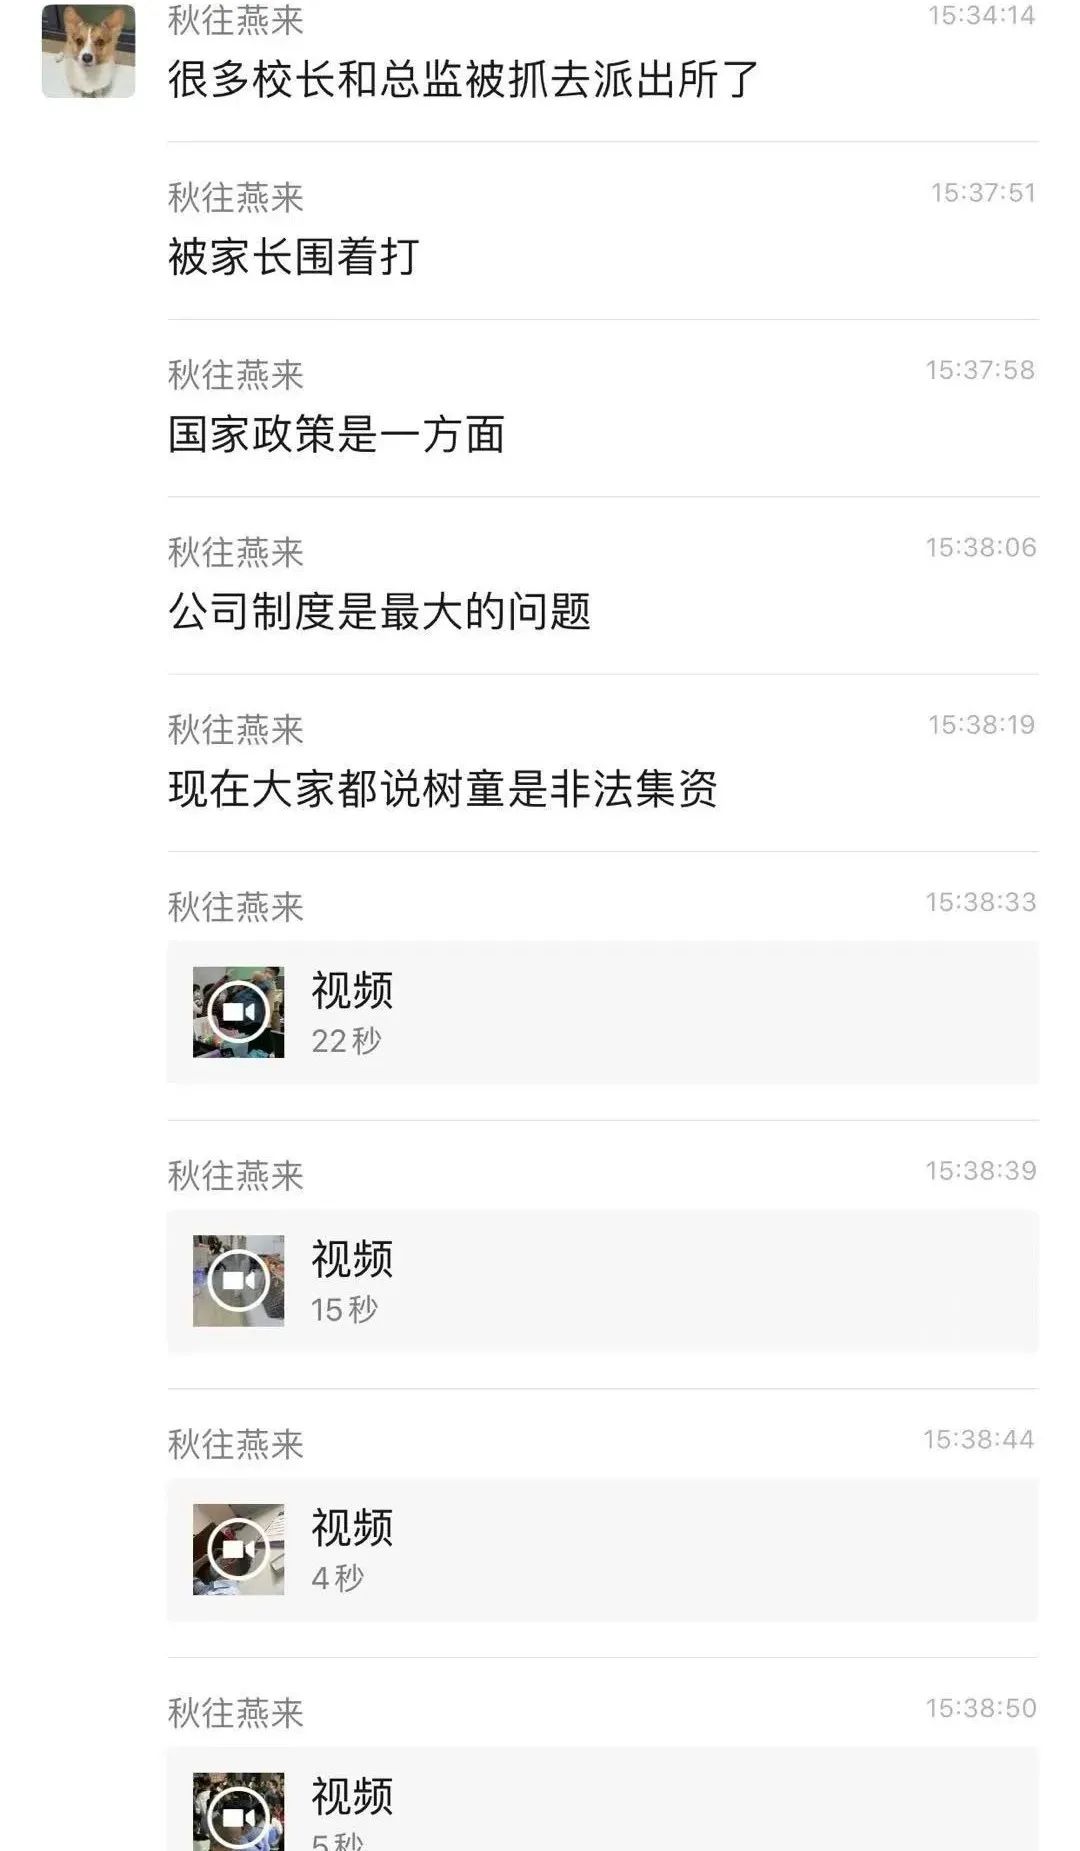 秋往燕来 15:34:14
很多校长和总监被抓去派出所了
秋往燕来 15:37:51
被家长围着打
秋往燕来 15:37:58
国家政策是一方面
秋往燕来 15:38:06
公司制度是最大的问题
秋往燕来 15:38:19
现在大家都说树童是非法集资
秋往燕来 15:38:33
视频
22秒
秋往燕来 15:38:39
视频
15秒
秋往燕来 15:38:44
视频
4秒
秋往燕来 15:38:50
视频
5秒